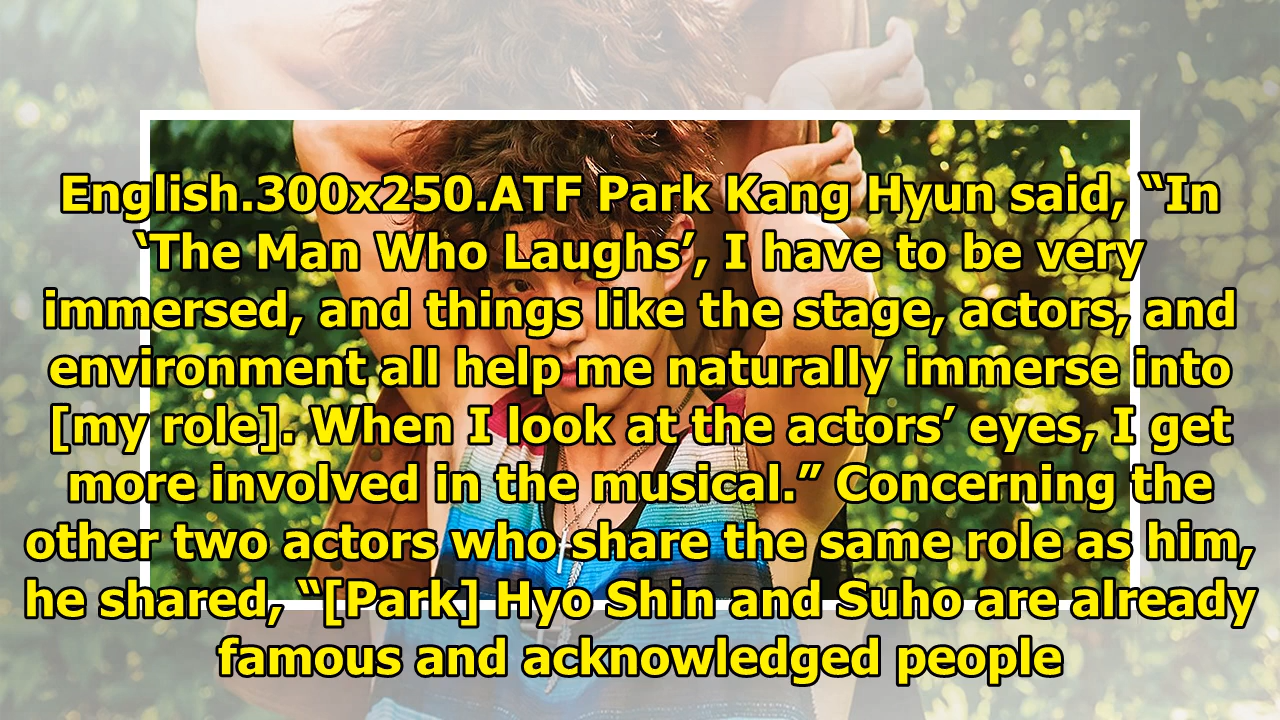 English.300x250.ATF Park Kang Hyun said, “In
‘The Man Who Laughs’, I have to be very
immersed, and things like the stage, actors, and
environment all help me naturally immerse into
[my role]. When I look at the actors’ eyes, I get
more involved in the musical.” Concerning the
other two actors who share the same role as him,
he shared, “[Park] Hyo Shin and Suho are already
famous and acknowledged people